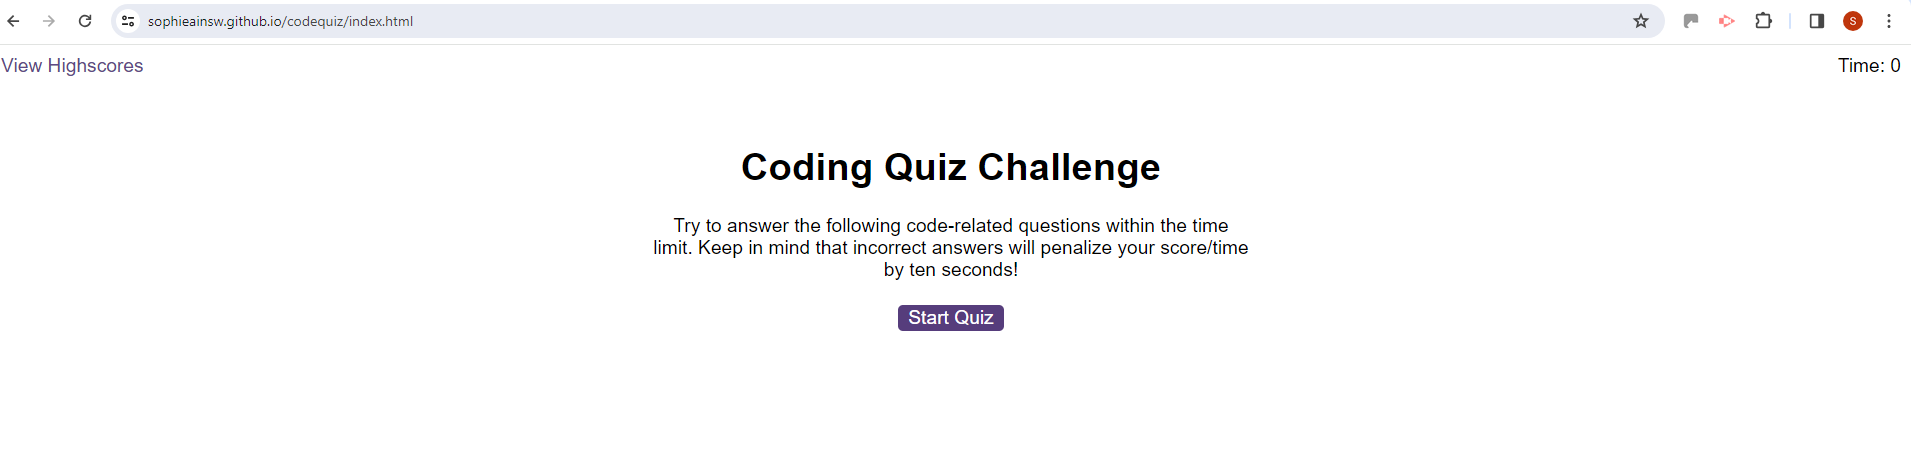 sophieainsw.github.io/codequiz/index.html
S
View Highscores
Time: 0
Coding Quiz Challenge
Try to answer the following code-related questions within the time
limit. Keep in mind that incorrect answers will penalize your score/time
by ten seconds!
Start Quiz